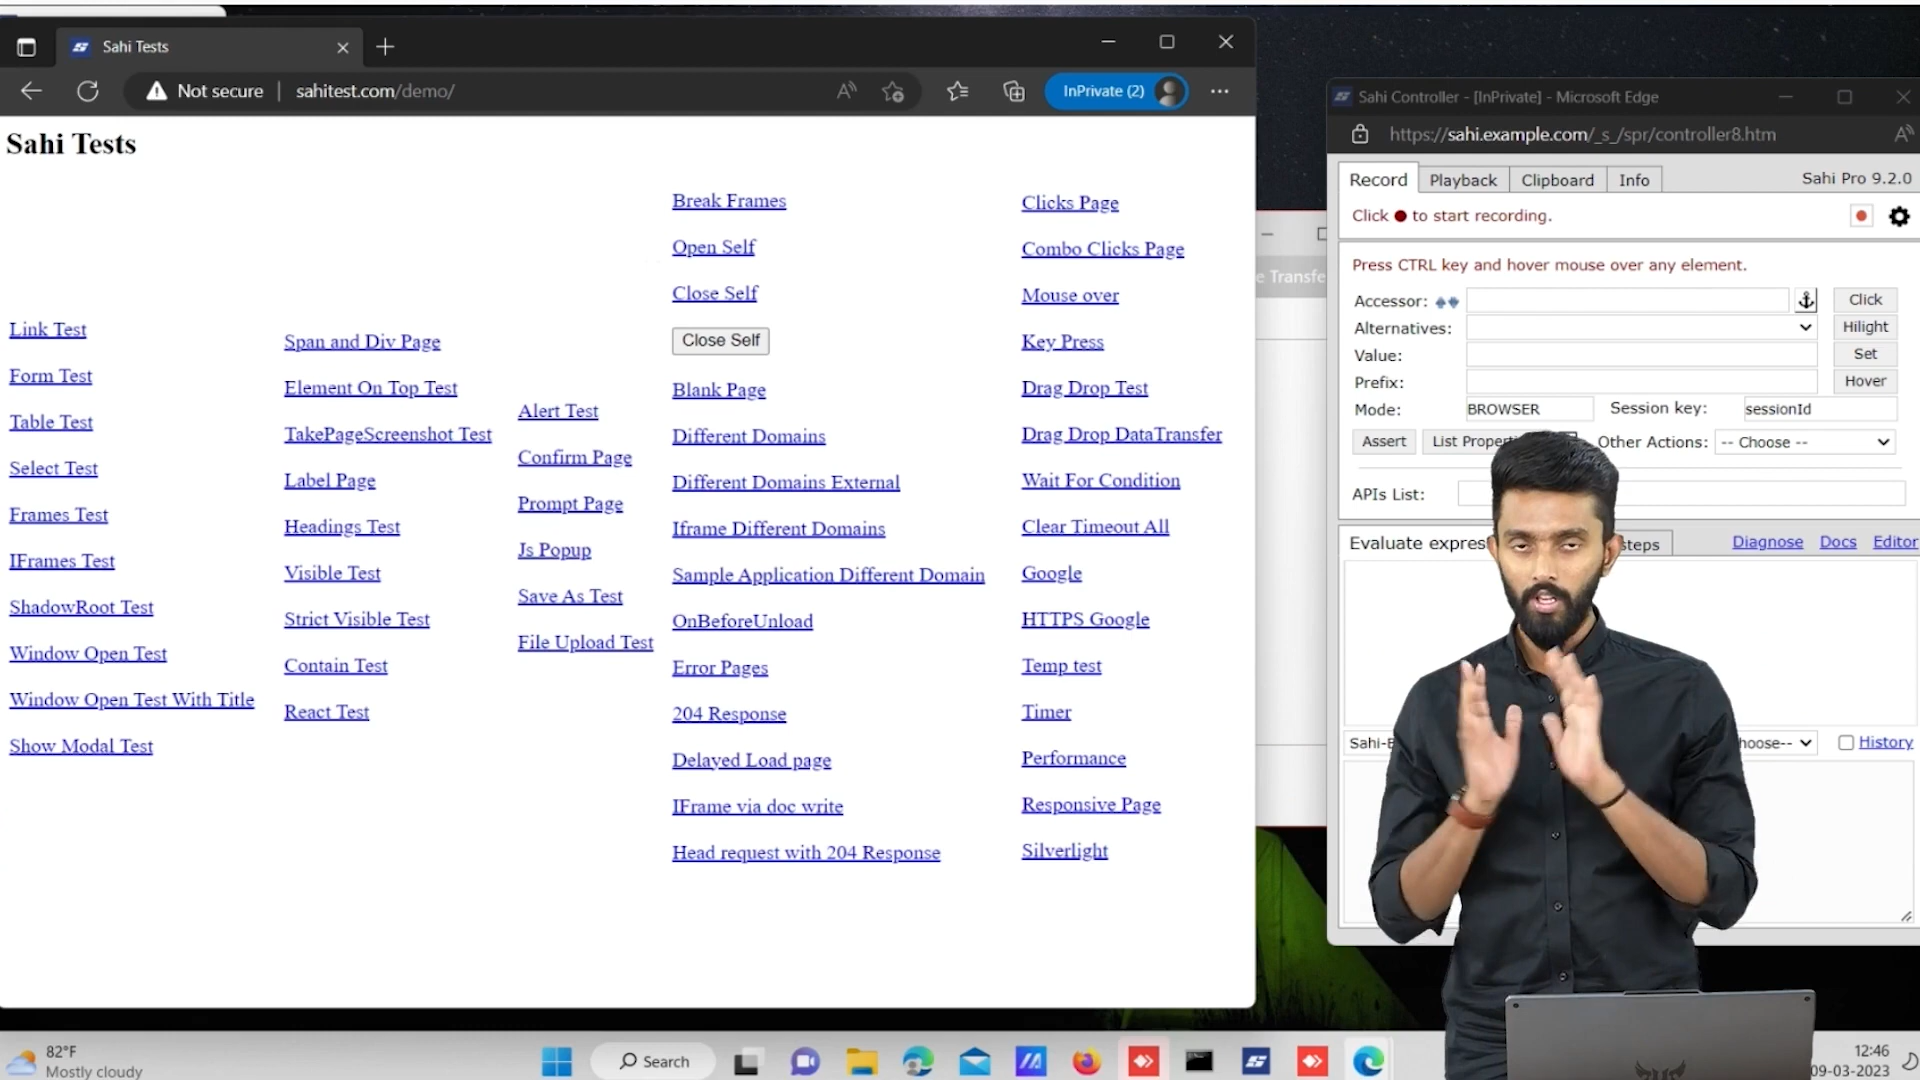 Sahi Tests
Not secure
sahitest.com/demo/
InPrivate (2)
Sahi Tests
Link Test
Form Test
Table Test
Select Test
Frames Test
IFrames Test
ShadowRoot Test
Window Open Test
Window Open Test With Title
Show Modal Test
Span and Div Page
Element On Top Test
TakePageScreenshot Test
Label Page
Headings Test
Visible Test
Strict Visible Test
Contain Test
React Test
Alert Test
Confirm Page
Prompt Page
Js Popup
Save As Test
File Upload Test
Break Frames
Open Self
Close Self
Close Self
Blank Page
Different Domains
Different Domains External
Iframe Different Domains
Sample Application Different Domain
OnBeforeUnload
Error Pages
204 Response
Delayed Load page
IFrame via doc write
Head request with 204 Response
Clicks Page
Combo Clicks Page
Mouse over
Key Press
Drag Drop Test
Drag Drop DataTransfer
Wait For Condition
Clear Timeout All
Google
HTTPS Google
Temp test
Timer
Performance
Responsive Page
Silverlight
Sahi Controller - [InPrivate] - Microsoft Edge
https://sahi.example.com/_s_/spr/controller8.htm
Record Playback Clipboard Info Sahi Pro 9.2.0
Click to start recording.
Press CTRL key and hover mouse over any element.
Accessor: Click
Alternatives: Hilight
Value: Set
Prefix: Hover
Mode: BROWSER Session key: sessionId
Assert List Other Actions: -- Choose --
APIs List:
Evaluate Diagnose Docs Editor
History
82°F
Mostly cloudy
Search
12:46
09-03-2023